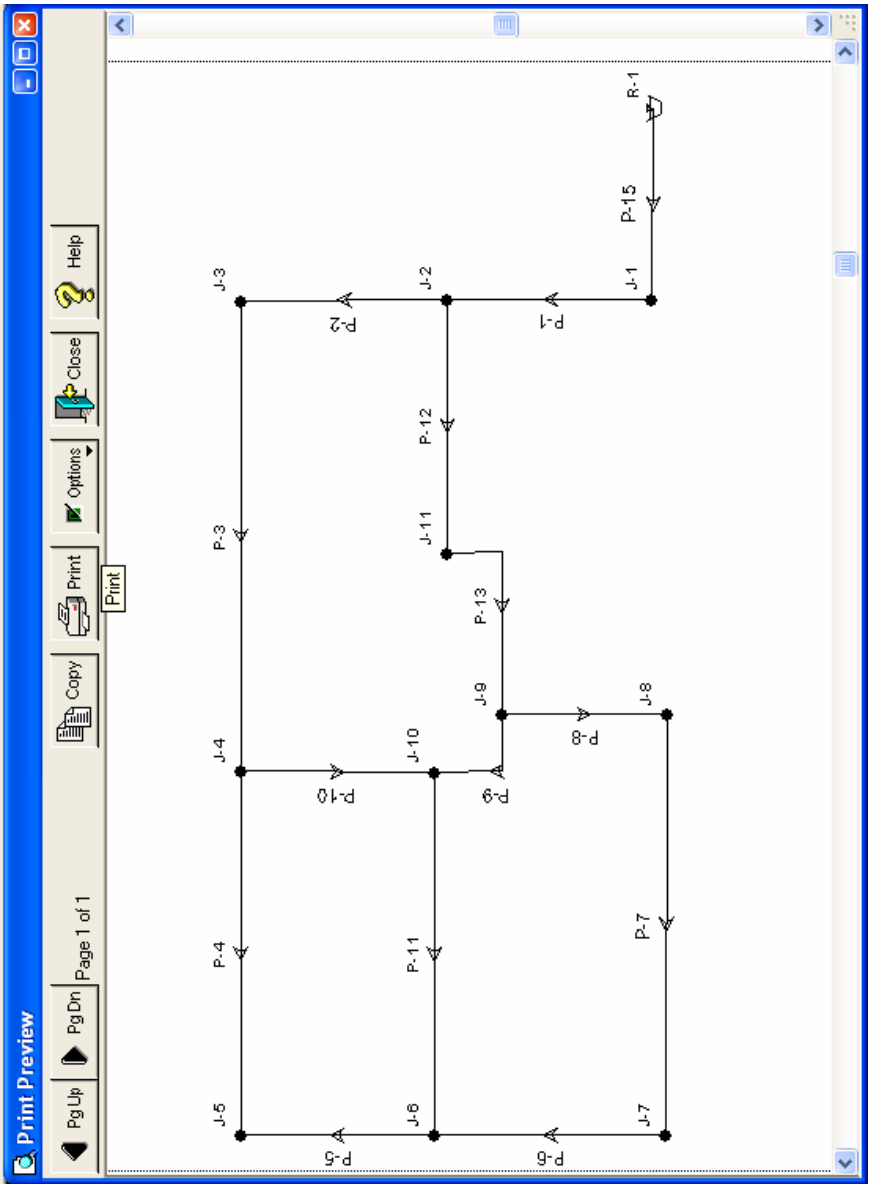 Print Preview
Pg Up
Pg Dn
Page 1 of 1
Copy
Print
Options
Close
Help
Print
J-5
P-4
J-4
P-3
J-3
P-5
P-10
P-2
J-6
P-11
J-10
J-11
P-12
J-2
P-9
J-9
P-13
P-6
P-8
P-1
J-7
P-7
J-8
J-1
P-15
R-1